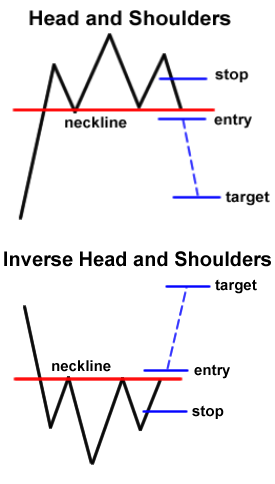 Head and Shoulders
stop
neckline
entry
target
Inverse Head and Shoulders
target
neckline
entry
stop